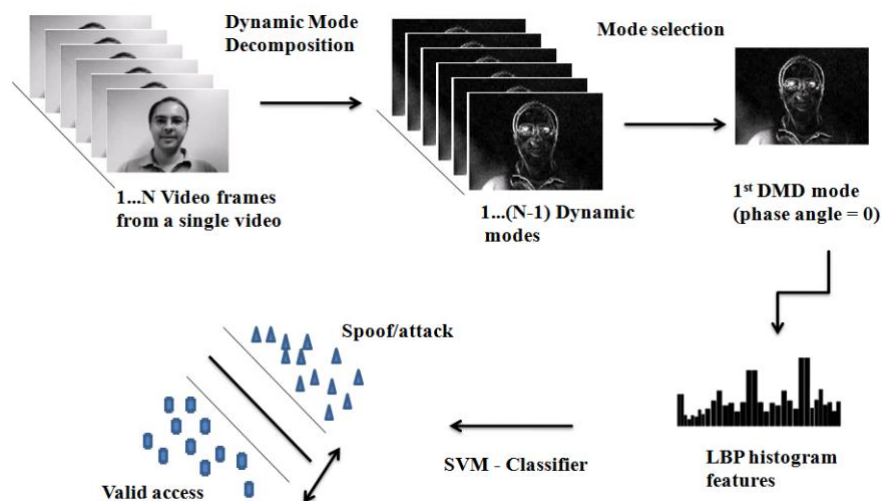 Dynamic Mode
Decomposition
Mode selection
1...N Video frames
from a single video
1...(N-1) Dynamic
modes
1st DMD mode
(phase angle = 0)
Spoof/attack
Valid access
SVM - Classifier
LBP histogram
features